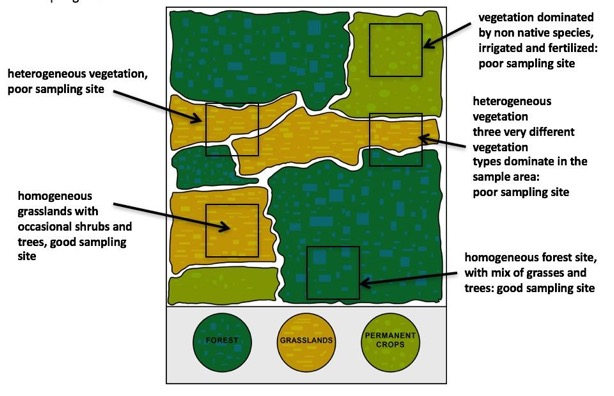 vegetation dominated
by non native species,
irrigated and fertilized:
poor sampling site
heterogeneous vegetation,
poor sampling site
heterogeneous
vegetation
three very different
vegetation
types dominate in the
sample area:
poor sampling site
homogeneous
grasslands with
occasional shrubs and
trees, good sampling
site
homogeneous forest site,
with mix of grasses and
trees: good sampling site
FOREST
GRASSLANDS
PERMANENT
CROPS